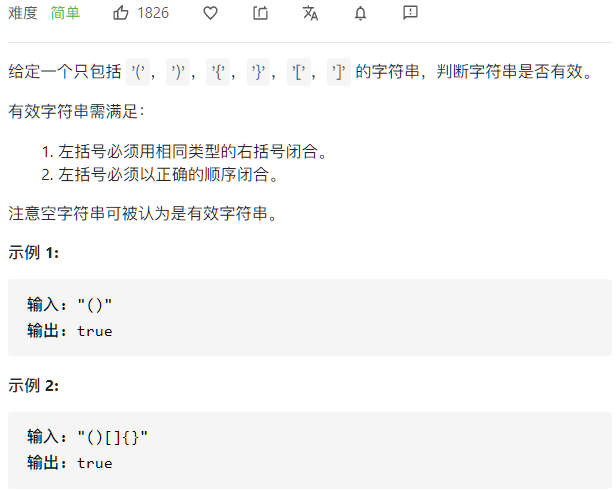 难度 简单 1826
给定一个只包括 '(', ')', '{', '}', '[', ']' 的字符串，判断字符串是否有效。
有效字符串需满足：
1. 左括号必须用相同类型的右括号闭合。
2. 左括号必须以正确的顺序闭合。
注意空字符串可被认为是有效字符串。
示例 1:
输入: "()"
输出: true
示例 2:
输入: "()[]{}"
输出: true